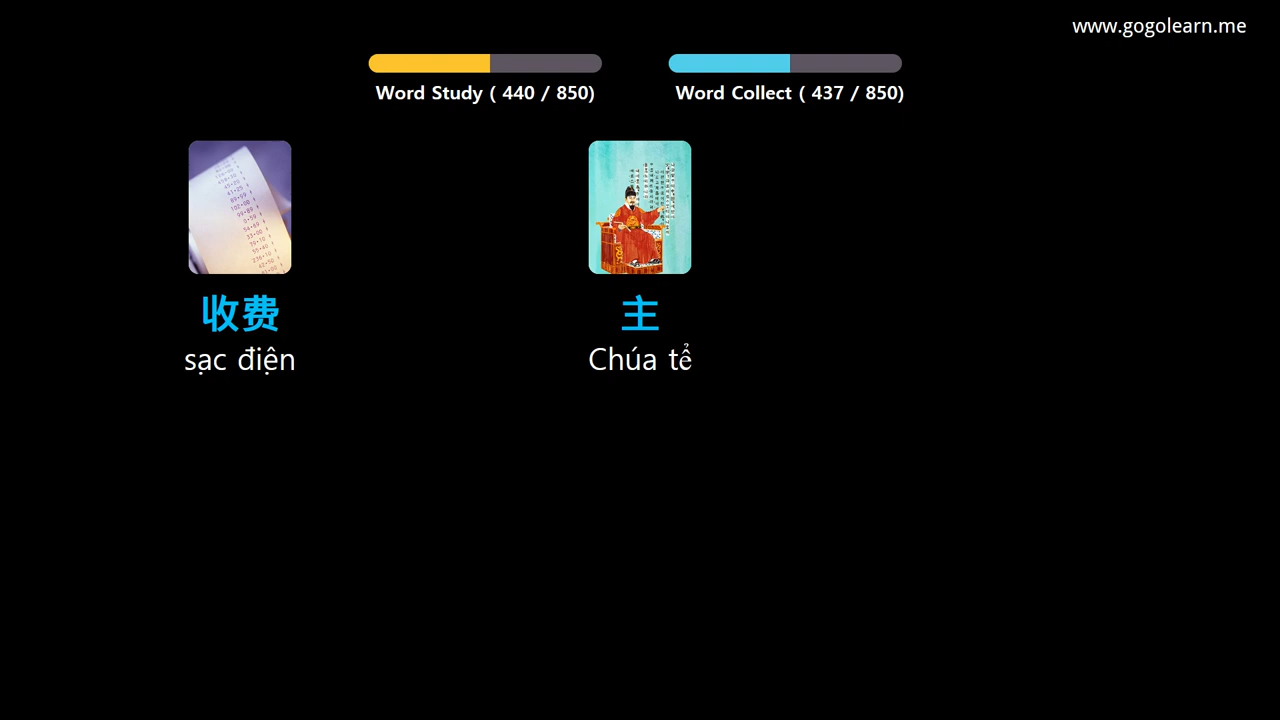 www.gogolearn.me
Word Study ( 440 / 850)
Word Collect ( 437 / 850)
收费
主
sạc điện
Chúa tể